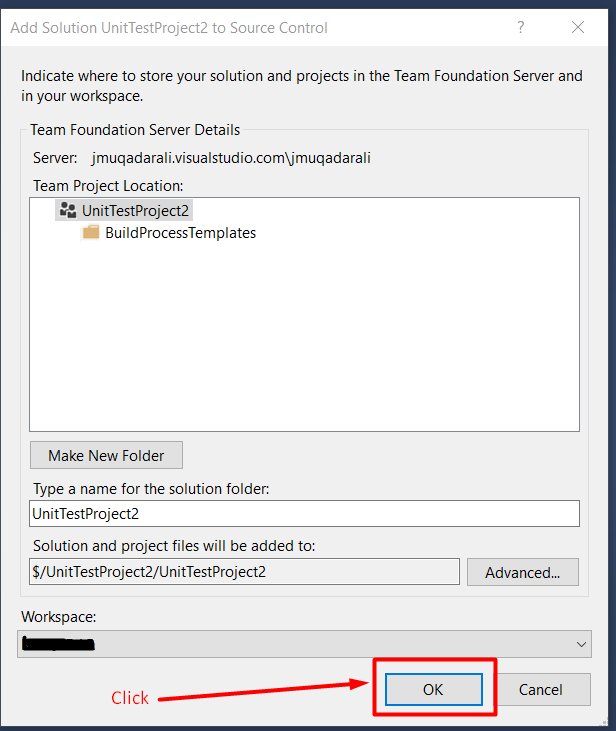 Add Solution UnitTestProject2 to Source Control ?
Indicate where to store your solution and projects in the Team Foundation Server and
in your workspace.
Team Foundation Server Details
Server: jmuqadarali.visualstudio.com\jmuqadarali
Team Project Location:
UnitTestProject2
BuildProcessTemplates
Make New Folder
Type a name for the solution folder:
UnitTestProject2
Solution and project files will be added to:
$/UnitTestProject2/UnitTestProject2 Advanced...
Workspace:
Click OK Cancel